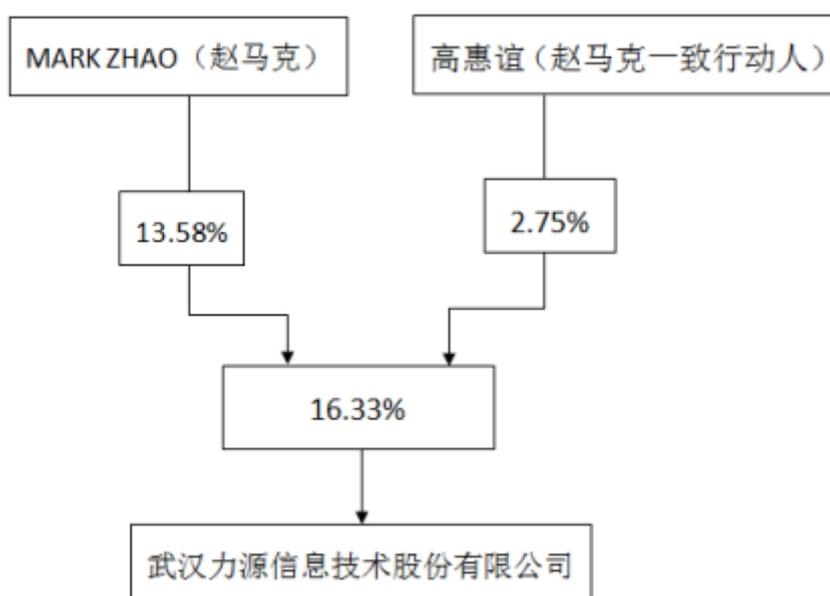 MARK ZHAO（赵马克）
高惠谊（赵马克一致行动人）
13.58%
2.75%
16.33%
武汉力源信息技术股份有限公司